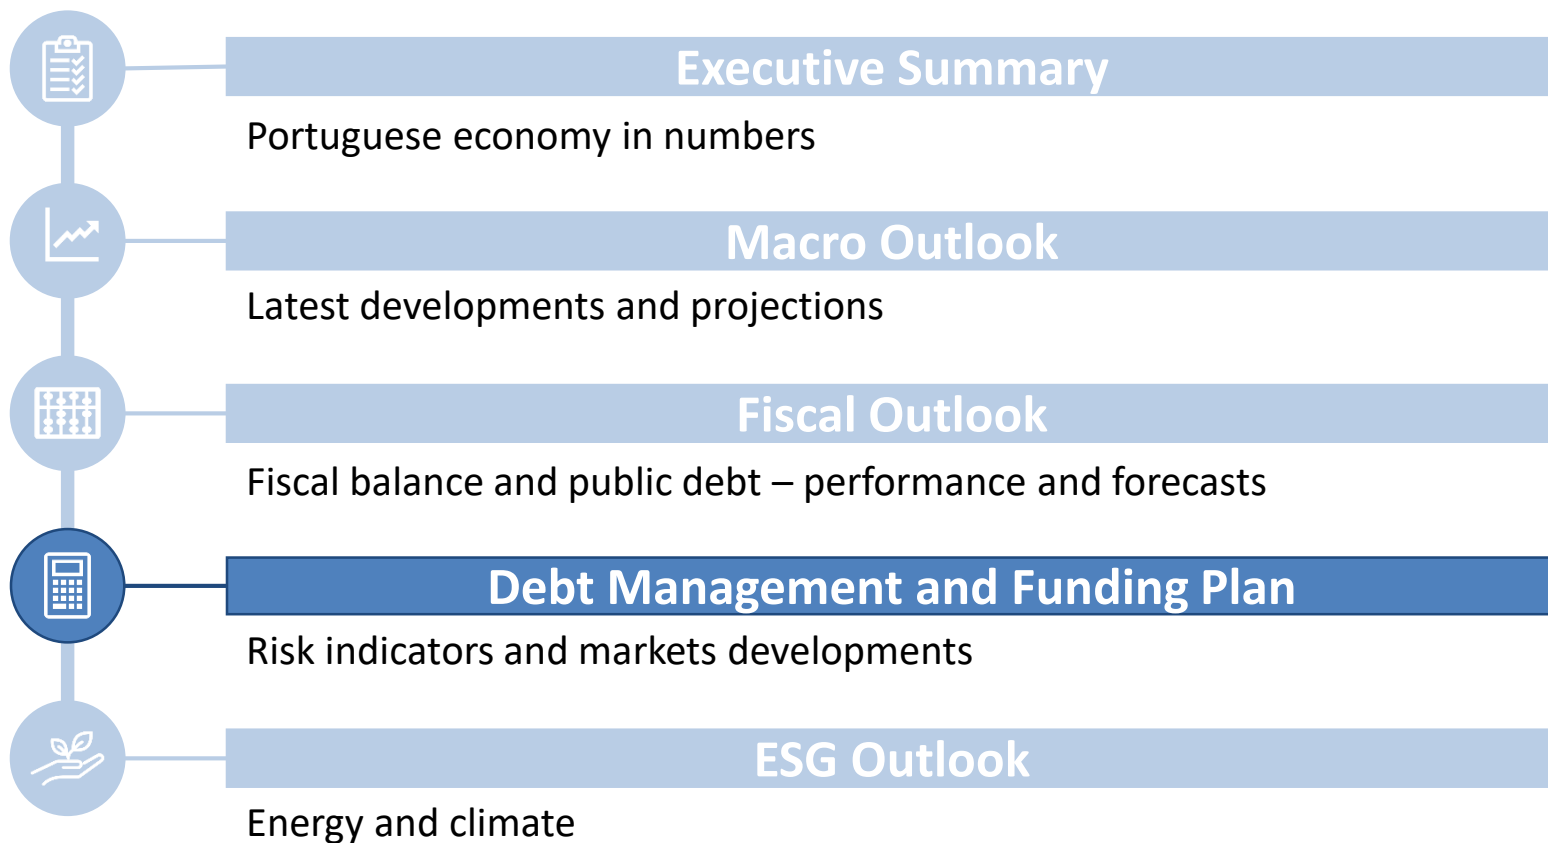 Executive Summary
Portuguese economy in numbers
Macro Outlook
Latest developments and projections
Fiscal Outlook
Fiscal balance and public debt – performance and forecasts
Debt Management and Funding Plan
Risk indicators and markets developments
ESG Outlook
Energy and climate